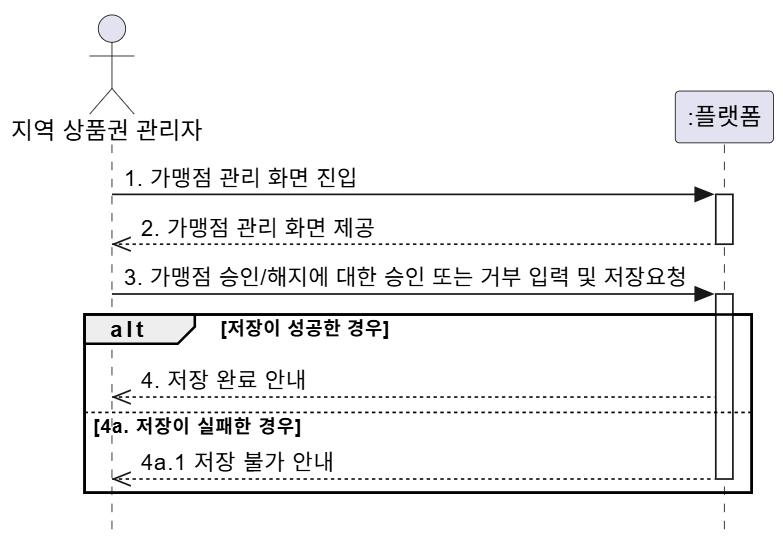 지역 상품권 관리자
:플랫폼
1. 가맹점 관리 화면 진입
2. 가맹점 관리 화면 제공
3. 가맹점 승인/해지에 대한 승인 또는 거부 입력 및 저장요청
alt [저장이 성공한 경우]
4. 저장 완료 안내
[4a. 저장이 실패한 경우]
4a.1 저장 불가 안내